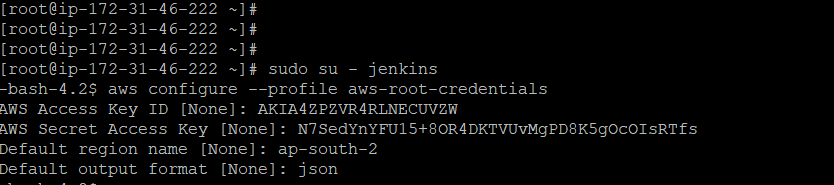 [root@ip-172-31-46-222 ~]#
[root@ip-172-31-46-222 ~]#
[root@ip-172-31-46-222 ~]#
[root@ip-172-31-46-222 ~]# sudo su - jenkins
-bash-4.2$ aws configure --profile aws-root-credentials
AWS Access Key ID [None]: AKIA4ZPZVR4RLNECUVZW
AWS Secret Access Key [None]: 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
Default region name [None]: ap-south-2
Default output format [None]: json